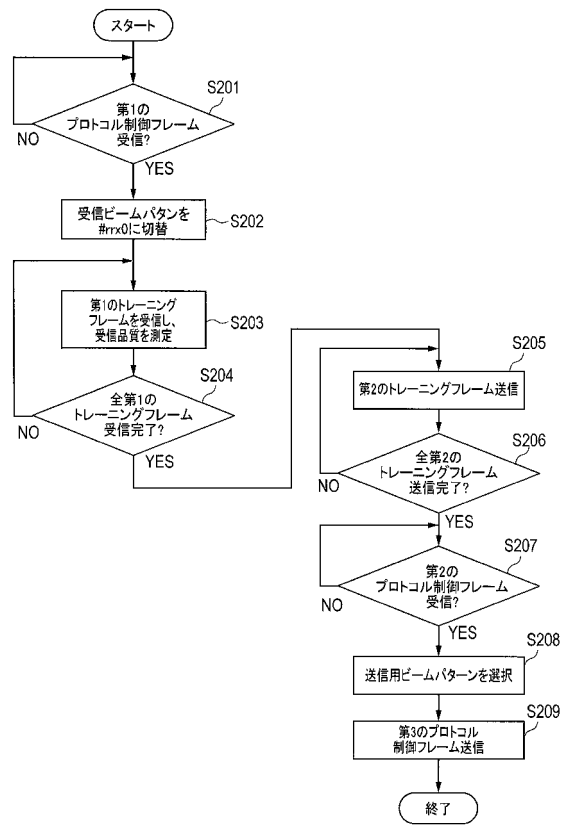 スタート
S201
第1の
プロトコル制御フレーム
受信?
NO
YES
受信ビームパタンを
#rrx0に切替
S202
第1のトレーニング
フレームを受信し、
受信品質を測定
S203
S204
全第1の
トレーニングフレーム
受信完了?
NO
YES
S205
第2のトレーニングフレーム送信
S206
全第2の
トレーニングフレーム
送信完了?
NO
YES
S207
第2の
プロトコル制御フレーム
受信?
NO
YES
S208
送信用ビームパターンを選択
S209
第3のプロトコル
制御フレーム送信
終了